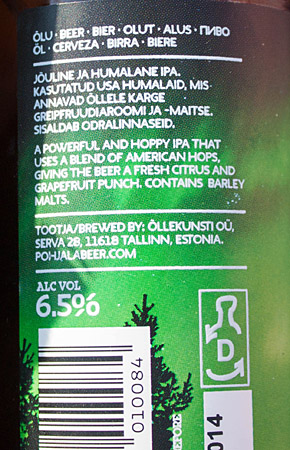 ÕLU · BEER · BIER · OLUT · ALUS · ПИВО
ÖL · CERVEZA · BIRRA · BIERE
JÕULINE JA HUMALANE IPA.
KASUTATUD USA HUMALAID, MIS
ANNAVAD ÕLLELE KARGE
GREIPFRUUDIAROOMI JA -MAITSE.
SISALDAB ODRALINNASEID.
A POWERFUL AND HOPPY IPA THAT
USES A BLEND OF AMERICAN HOPS,
GIVING THE BEER A FRESH CITRUS AND
GRAPEFRUIT PUNCH. CONTAINS BARLEY
MALTS.
TOOTJA/BREWED BY: ÕLLEKUNSTI OÜ,
SERVA 28, 11618 TALLINN, ESTONIA.
POHJALABEER.COM
ALC VOL
6.5%
010084
D
014